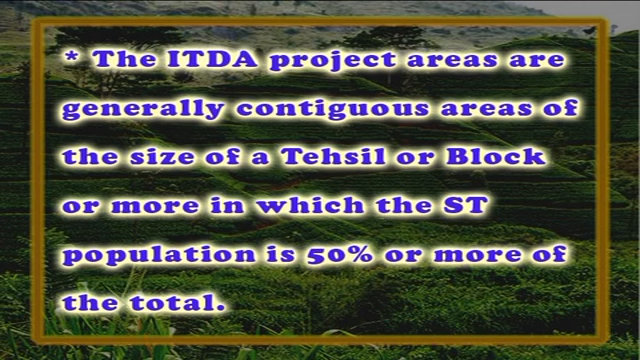 * The ITDA project areas are
generally contiguous areas of
the size of a Tehsil or Block
or more in which the ST
population is 50% or more of
the total.